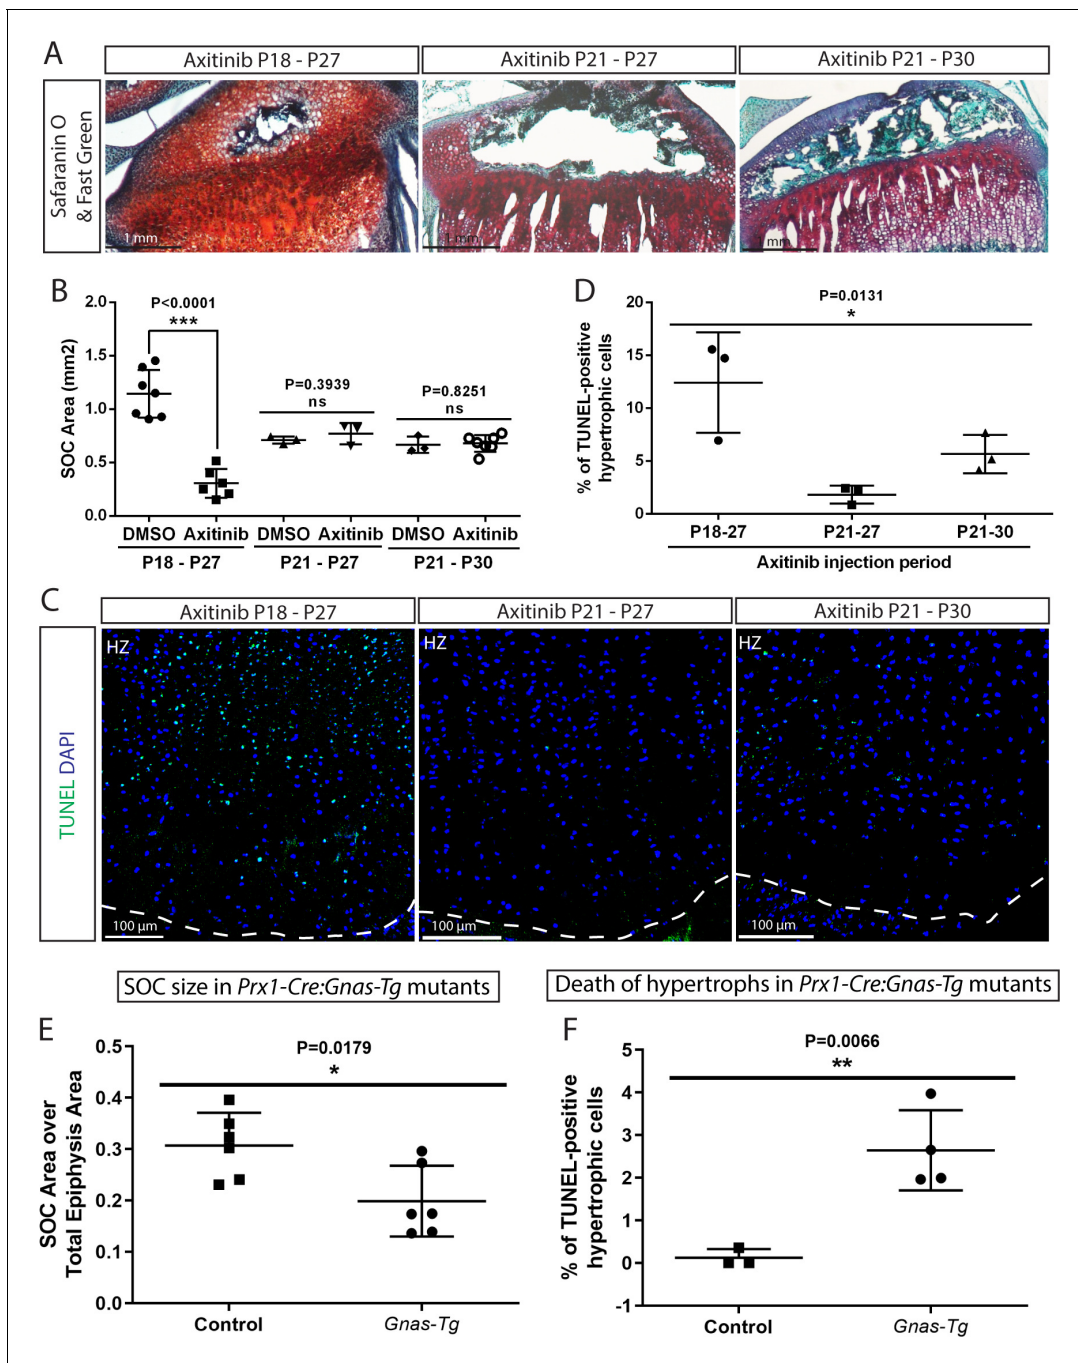 A
Axitinib P18 - P27
Axitinib P21 - P27
Axitinib P21 - P30
Safaranin O
& Fast Green
1 mm
1 mm
1 mm
B
P<0.0001
***
P=0.3939
ns
P=0.8251
ns
SOC Area (mm2)
2.0
1.5
1.0
0.5
0.0
DMSO Axitinib DMSO Axitinib DMSO Axitinib
P18 - P27
P21 - P27
P21 - P30
D
P=0.0131
*
% of TUNEL-positive
hypertrophic cells
20
15
10
5
0
P18-27
P21-27
P21-30
Axitinib injection period
C
Axitinib P18 - P27
Axitinib P21 - P27
Axitinib P21 - P30
TUNEL DAPI
HZ
HZ
HZ
100 µm
100 µm
100 µm
SOC size in Prx1-Cre:Gnas-Tg mutants
E
P=0.0179
*
SOC Area over
Total Epiphysis Area
0.5
0.4
0.3
0.2
0.1
0.0
Control
Gnas-Tg
Death of hypertrophs in Prx1-Cre:Gnas-Tg mutants
F
P=0.0066
**
% of TUNEL-positive
hypertrophic cells
5
4
3
2
1
0
-1
Control
Gnas-Tg